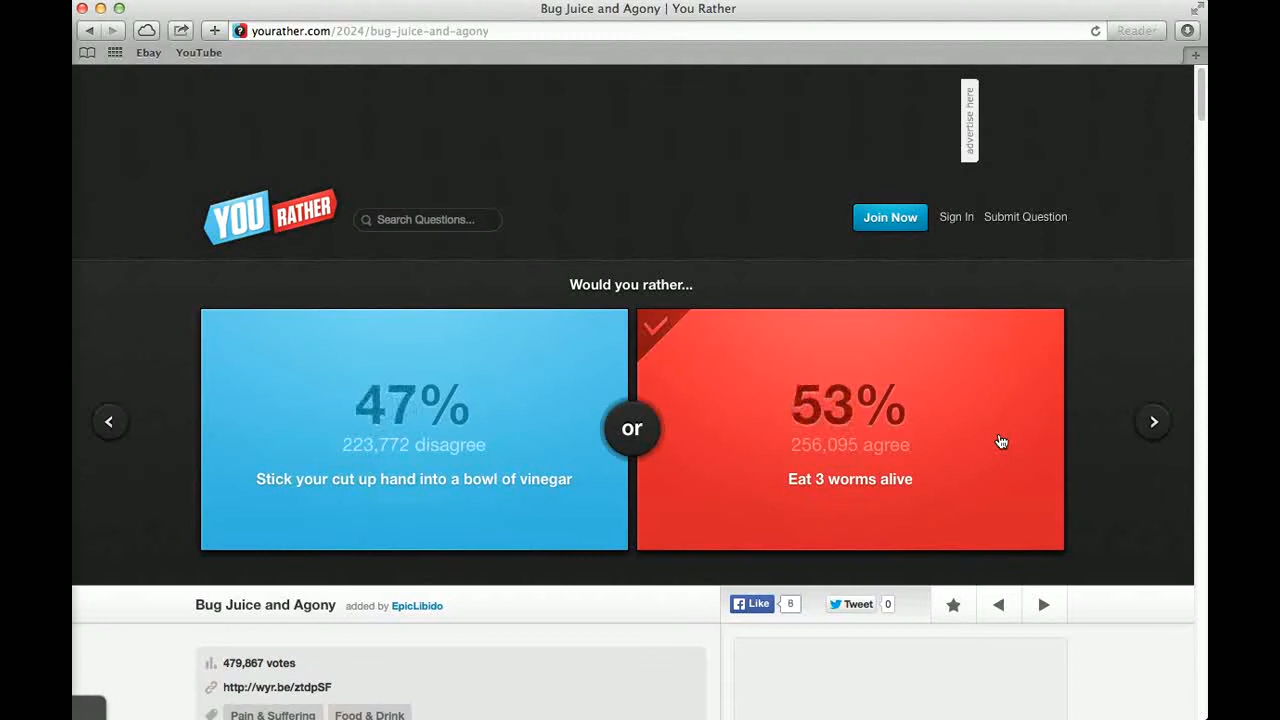 Bug Juice and Agony | You Rather
yourather.com/2024/bug-juice-and-agony
Reader
Ebay
YouTube
advertise here
YOU RATHER
Search Questions...
Join Now
Sign In
Submit Question
Would you rather...
47%
223,772 disagree
Stick your cut up hand into a bowl of vinegar
or
53%
256,095 agree
Eat 3 worms alive
Bug Juice and Agony
added by EpicLibido
Like
8
Tweet
0
479,867 votes
http://wyr.be/ztdpSF
Pain & Suffering
Food & Drink